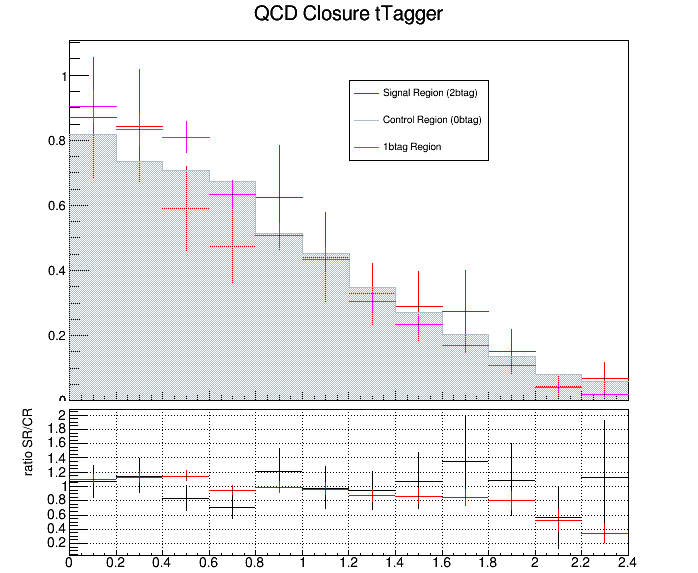 QCD Closure tTagger
Signal Region (2btag)
Control Region (0btag)
1btag Region
1
0.8
0.6
0.4
0.2
0
ratio SR/CR
2
1.8
1.6
1.4
1.2
1
0.8
0.6
0.4
0.2
0 0.2 0.4 0.6 0.8 1 1.2 1.4 1.6 1.8 2 2.2 2.4